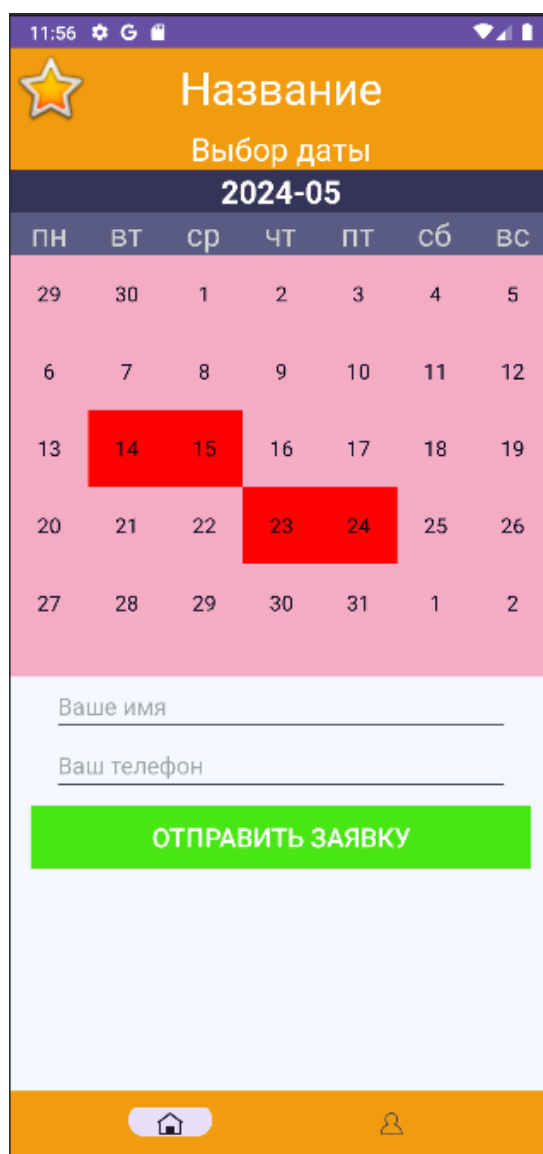 11:56 G
Название
Выбор даты
2024-05
пн вт ср чт пт сб вс
29 30 1 2 3 4 5
6 7 8 9 10 11 12
13 14 15 16 17 18 19
20 21 22 23 24 25 26
27 28 29 30 31 1 2
Ваше имя
Ваш телефон
ОТПРАВИТЬ ЗАЯВКУ